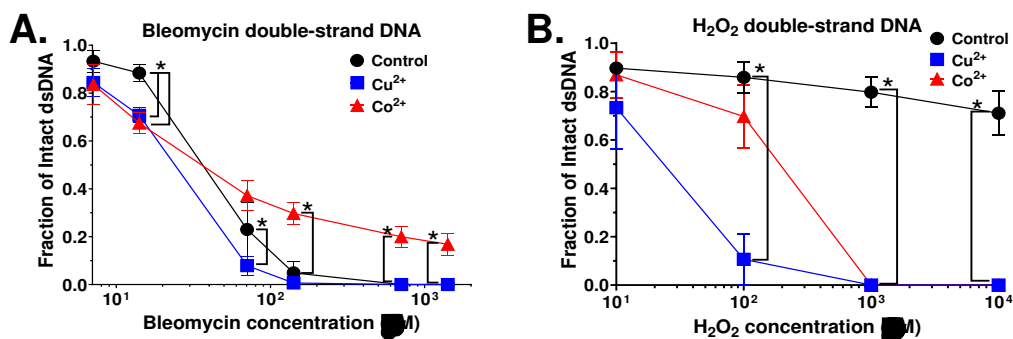 A.
Bleomycin double-strand DNA
Control
Cu2+
Co2+
Fraction of Intact dsDNA
1.0
0.8
0.6
0.4
0.2
0.0
*
*
*
*
*
10¹
10²
10³
Bleomycin concentration M)
B.
H₂O₂ double-strand DNA
Control
Cu2+
Co2+
Fraction of Intact dsDNA
1.0
0.8
0.6
0.4
0.2
0.0
*
*
*
10¹
10²
10³
10⁴
H₂O₂ concentration M)